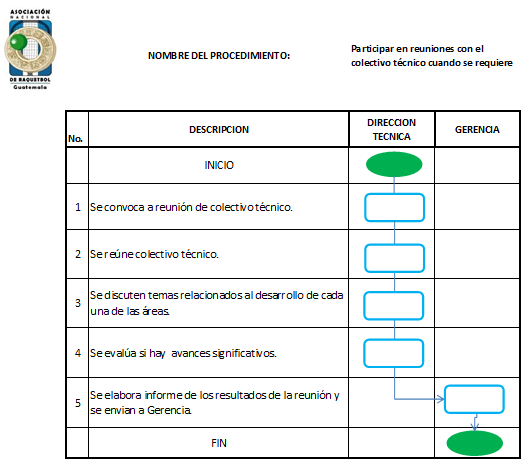 ASOCIACIÓN
NACIONAL
DE RAQUETBOL
Guatemala
NOMBRE DEL PROCEDIMIENTO:
Participar en reuniones con el
colectivo técnico cuando se requiere
No.
DESCRIPCION
DIRECCION
TECNICA
GERENCIA
INICIO
1 Se convoca a reunión de colectivo técnico.
2 Se reúne colectivo técnico.
3 Se discuten temas relacionados al desarrollo de cada
una de las áreas.
4 Se evalúa si hay avances significativos.
5 Se elabora informe de los resultados de la reunión y
se envian a Gerencia.
FIN